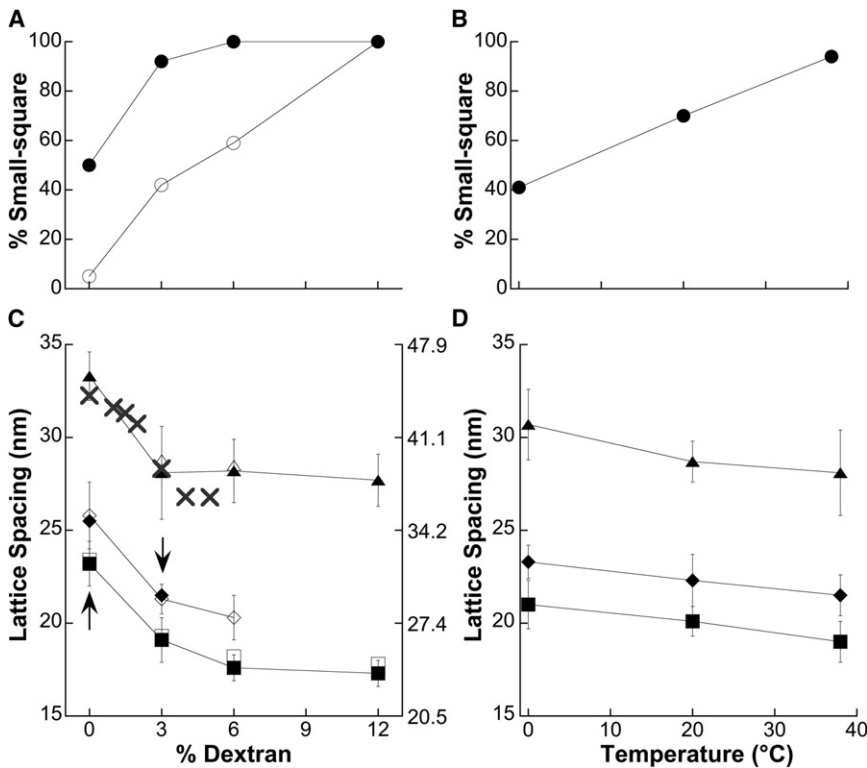 A
100
80
60
40
20
0
% Small-square
B
100
80
60
40
20
0
% Small-square
C
35
30
25
20
15
Lattice Spacing (nm)
47.9
41.1
34.2
27.4
20.5
0 3 6 9 12
% Dextran
D
35
30
25
20
15
Lattice Spacing (nm)
0 10 20 30 40
Temperature (°C)